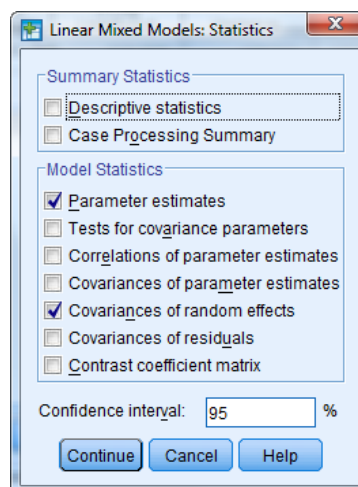 Linear Mixed Models: Statistics
Summary Statistics
Descriptive statistics
Case Processing Summary
Model Statistics
Parameter estimates
Tests for covariance parameters
Correlations of parameter estimates
Covariances of parameter estimates
Covariances of random effects
Covariances of residuals
Contrast coefficient matrix
Confidence interval: 95 %
Continue Cancel Help